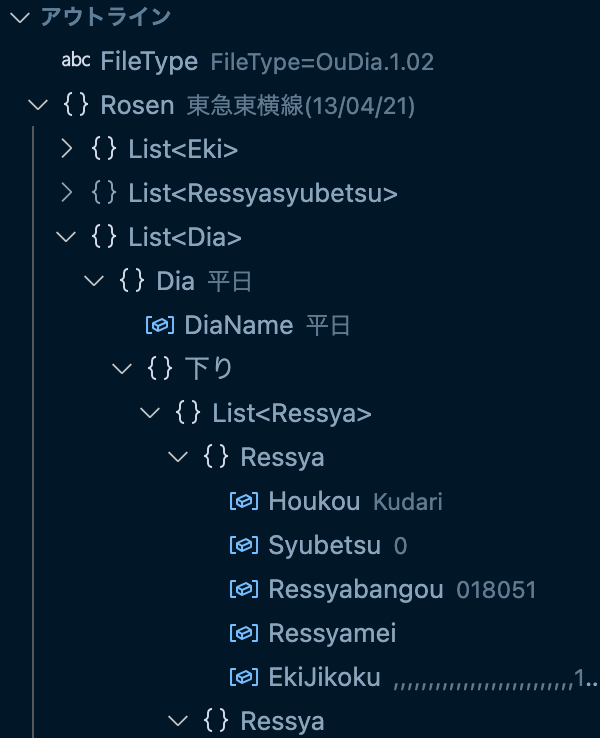 アウトライン
abc FileType FileType=OuDia.1.02
{} Rosen 東急東横線(13/04/21)
{} List<Eki>
{} List<Ressyasyubetsu>
{} List<Dia>
{} Dia 平日
DiaName 平日
{} 下り
{} List<Ressya>
{} Ressya
Houkou Kudari
Syubetsu 0
Ressyabangou 018051
Ressyamei
EkiJikoku ,,,,,,,,,,,,,,,,,,,,,,,,,,1..
{} Ressya